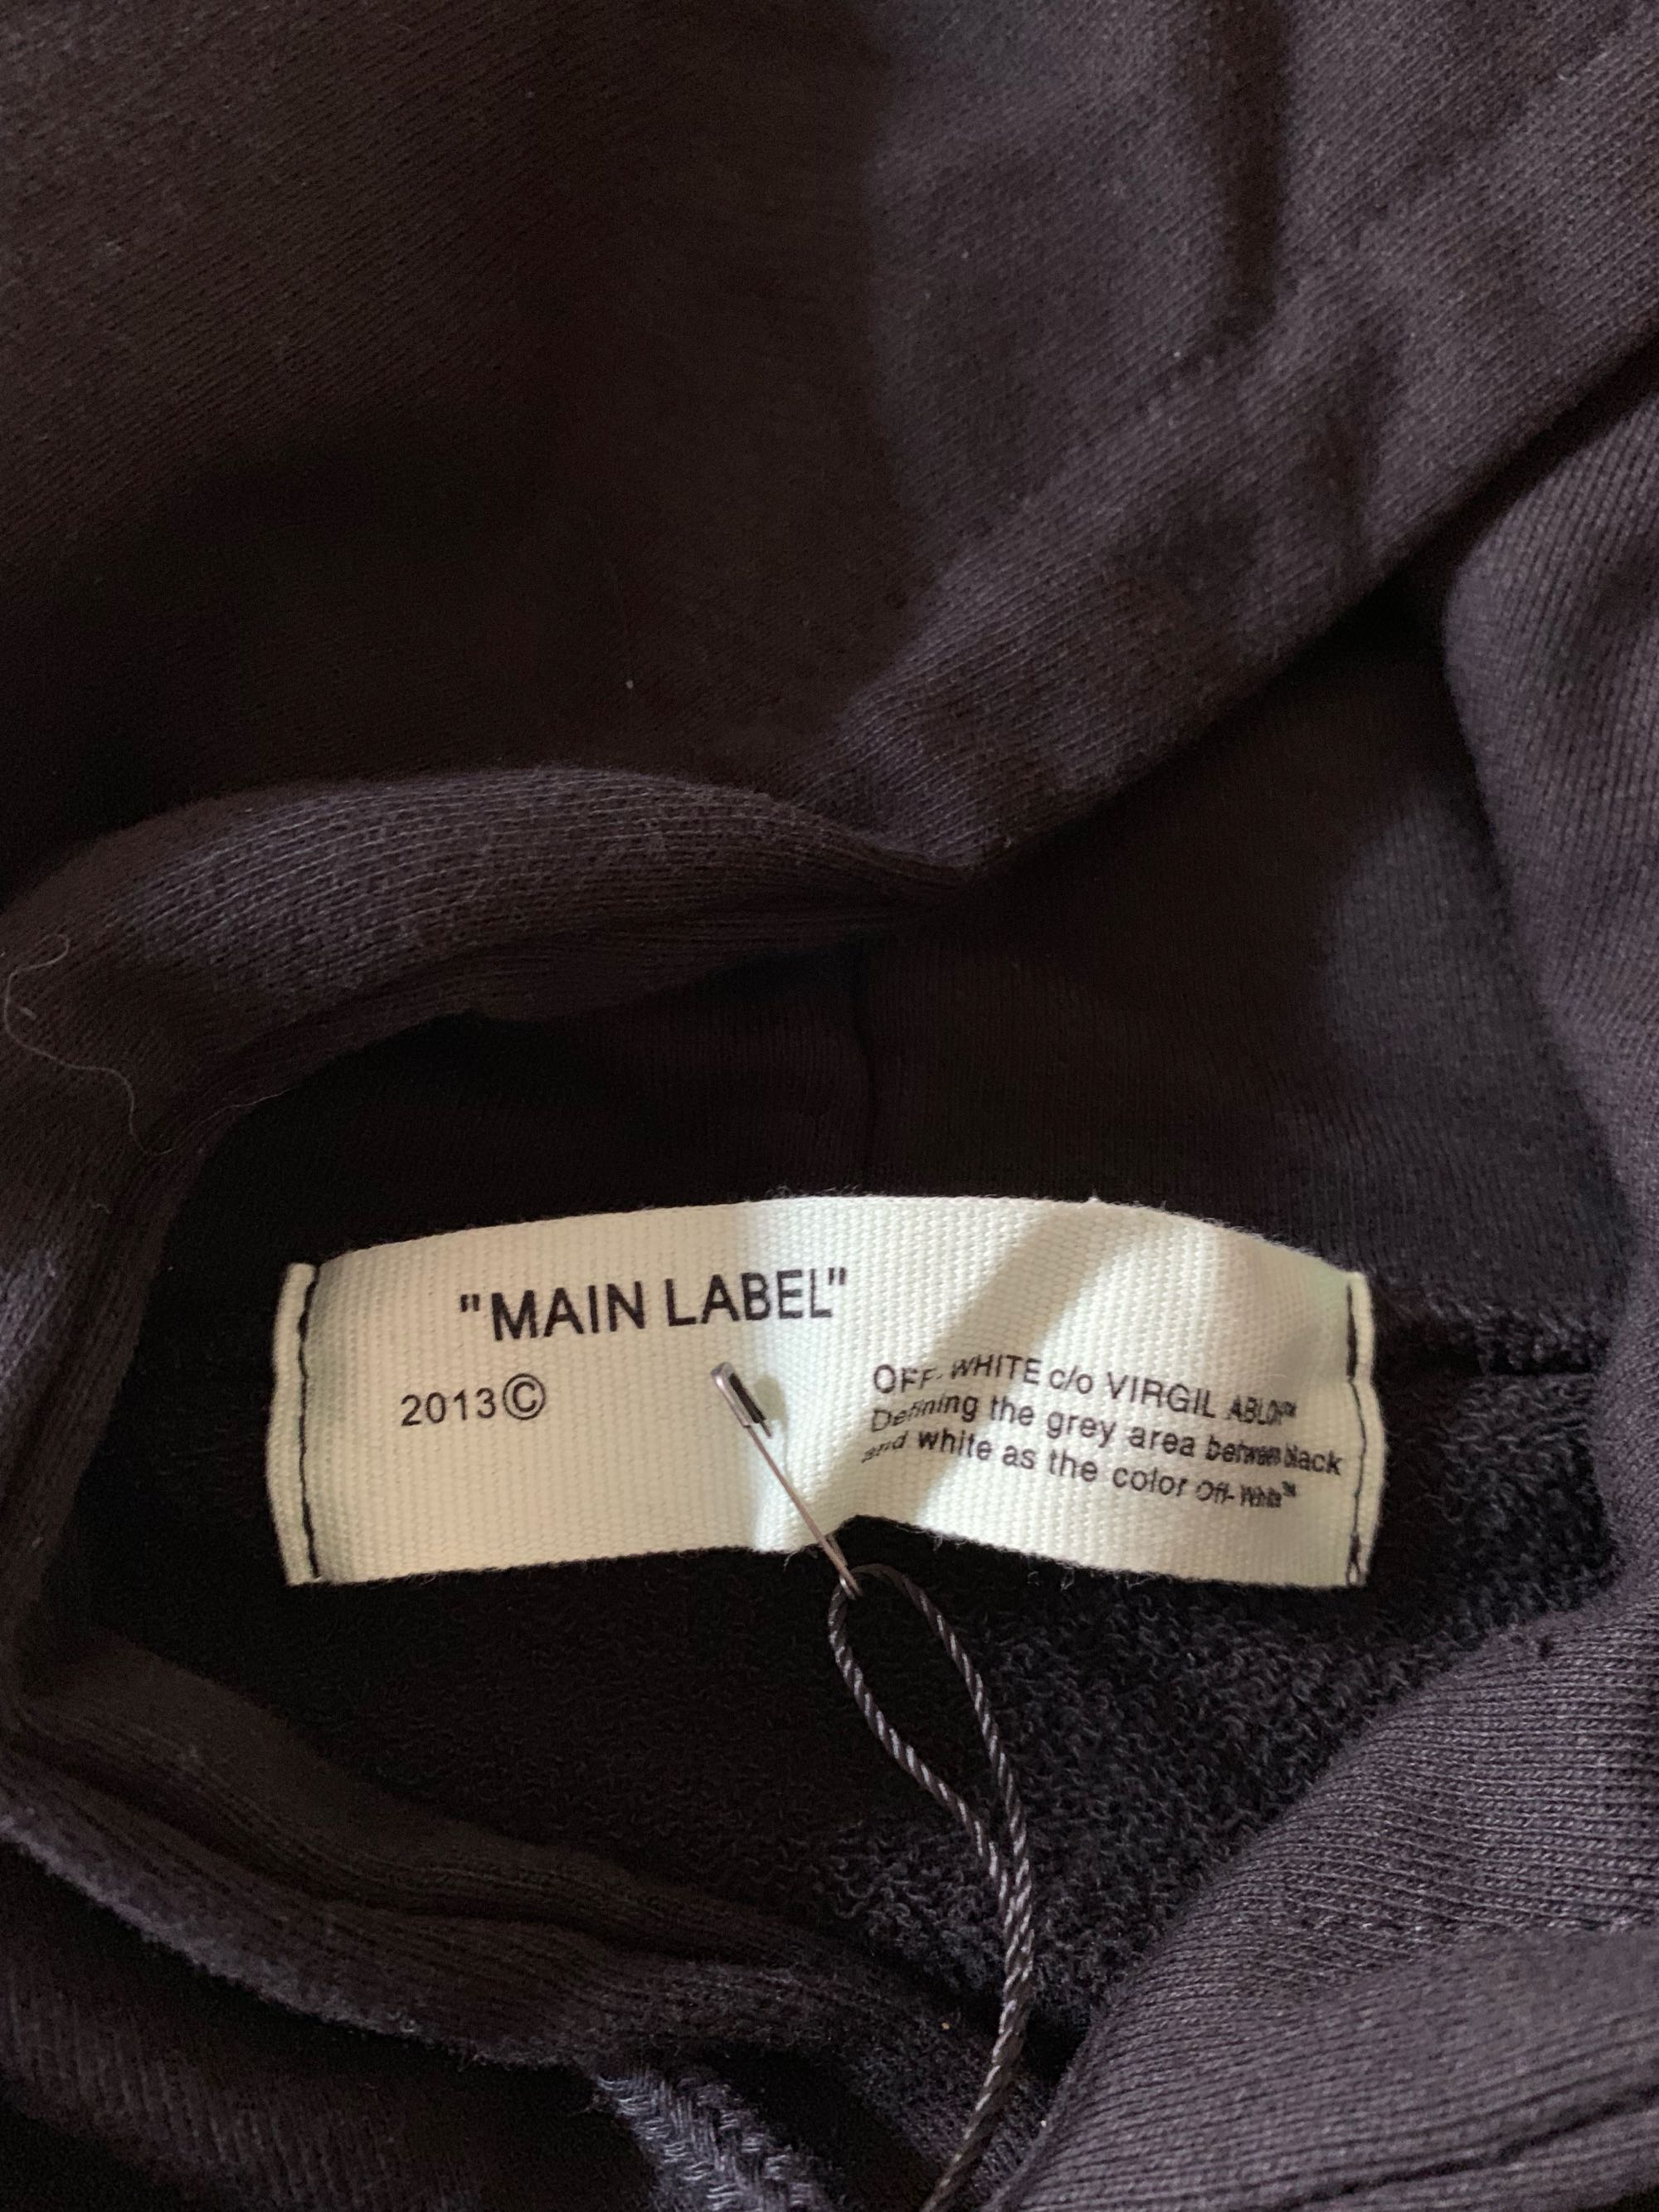 "MAIN LABEL"
2013©
OFF-WHITE c/o VIRGIL ABLOH™
Defining the grey area between black
and white as the color Off-White™